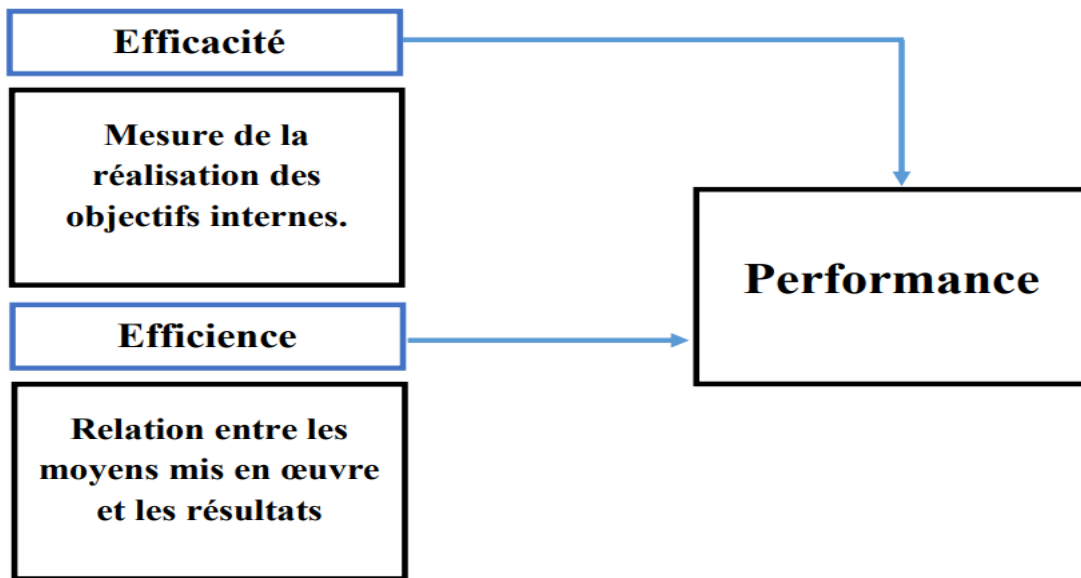 Efficacité
Mesure de la
réalisation des
objectifs internes.
Performance
Efficience
Relation entre les
moyens mis en œuvre
et les résultats